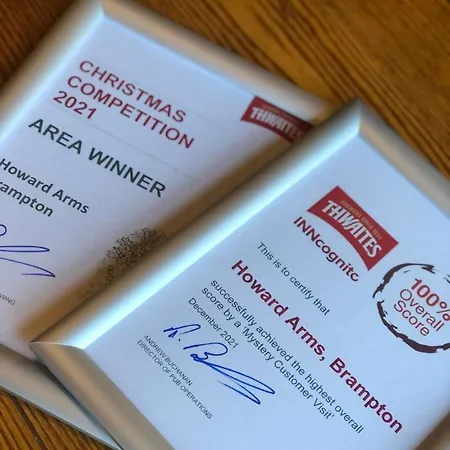 CHRISTMAS
COMPETITION
2021
THWAITES
AREA WINNER
Howard Arms
Brampton
THWAITES
INNcognito
This is to certify that
Howard Arms, Brampton
successfully achieved the highest overall
score by a 'Mystery Customer Visit'
December 2021
100%
Overall
Score
ANDREW BUCHANAN
DIRECTOR OF PUB OPERATIONS